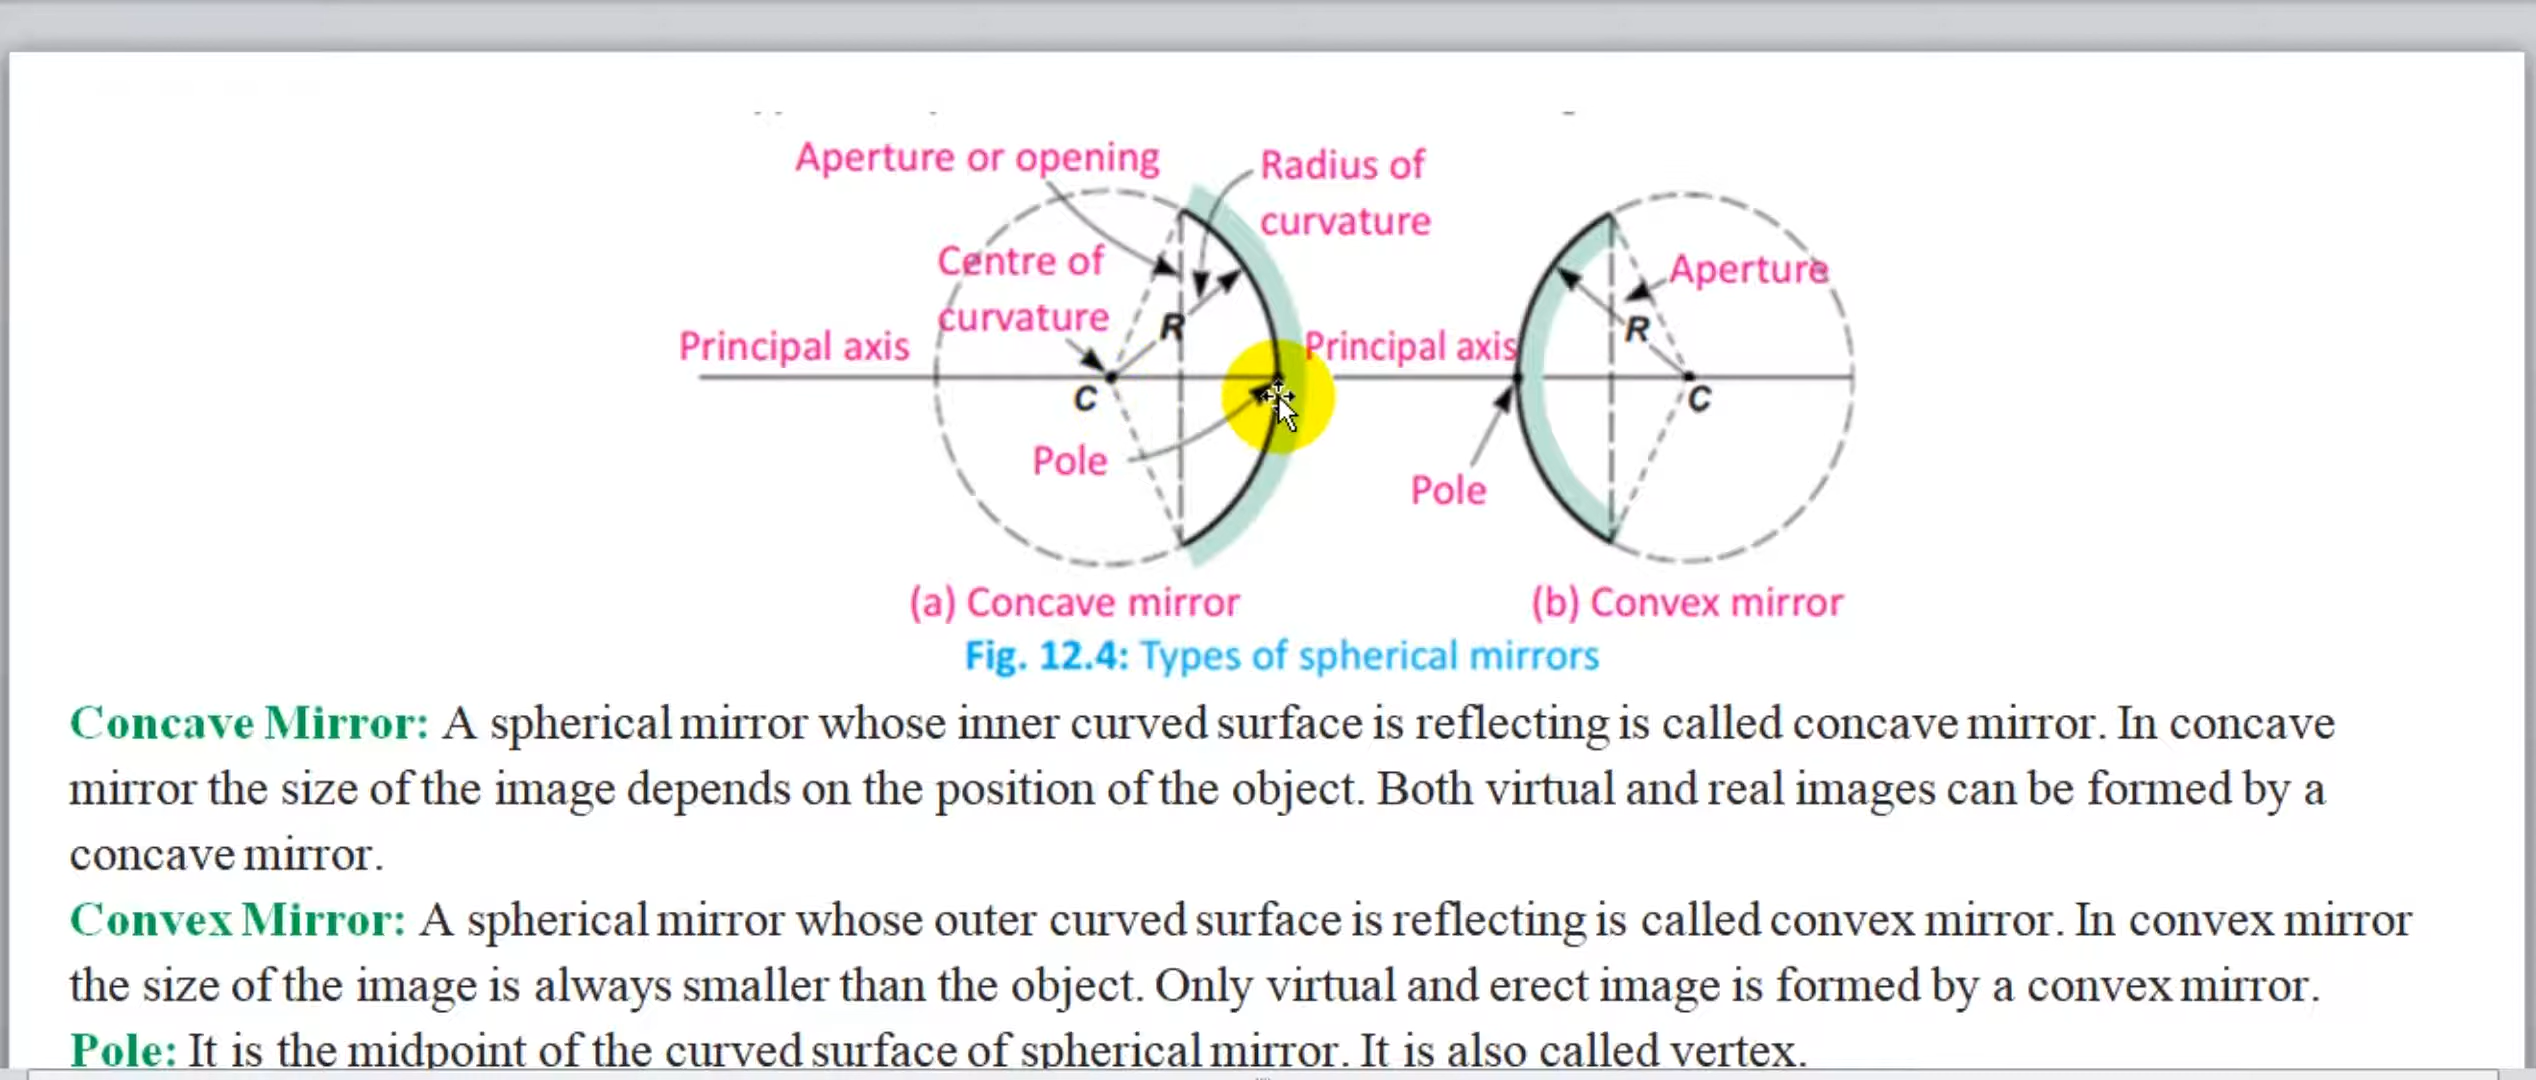 Aperture or opening
Radius of
curvature
Centre of
curvature
Principal axis
R
C
Pole
Principal axis
Aperture
R
C
Pole
(a) Concave mirror
(b) Convex mirror
Fig. 12.4: Types of spherical mirrors
Concave Mirror: A spherical mirror whose inner curved surface is reflecting is called concave mirror. In concave
mirror the size of the image depends on the position of the object. Both virtual and real images can be formed by a
concave mirror.
Convex Mirror: A spherical mirror whose outer curved surface is reflecting is called convex mirror. In convex mirror
the size of the image is always smaller than the object. Only virtual and erect image is formed by a convex mirror.
Pole: It is the midpoint of the curved surface of spherical mirror. It is also called vertex.